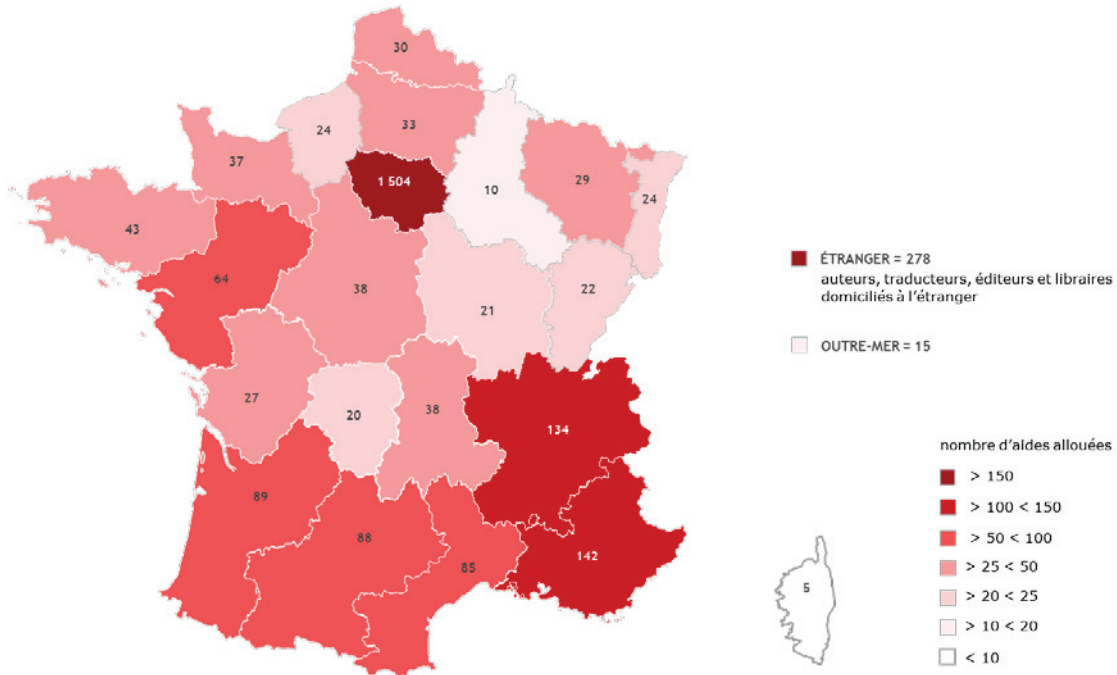 30
24
33
37
1 504
10
29
24
43
64
38
21
22
27
20
38
134
89
88
85
142
5
ÉTRANGER = 278
auteurs, traducteurs, éditeurs et libraires
domiciliés à l'étranger
OUTRE-MER = 15
nombre d'aides allouées
> 150
> 100 < 150
> 50 < 100
> 25 < 50
> 20 < 25
> 10 < 20
< 10